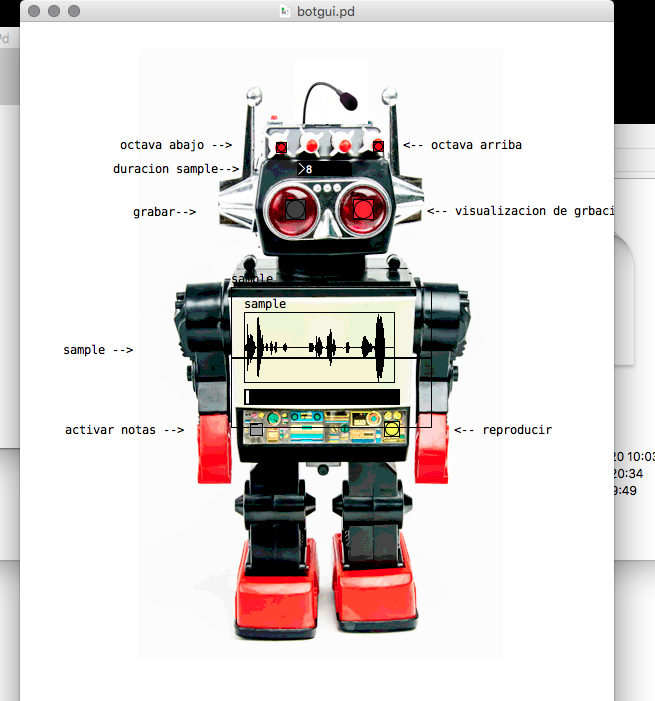 botgui.pd
Pd
octava abajo -->
<-- octava arriba
duracion sample-->
8
grabar-->
<-- visualizacion de grbaci
sample
sample
sample -->
activar notas -->
<-- reproducir
20 10:03
20:34
9:49